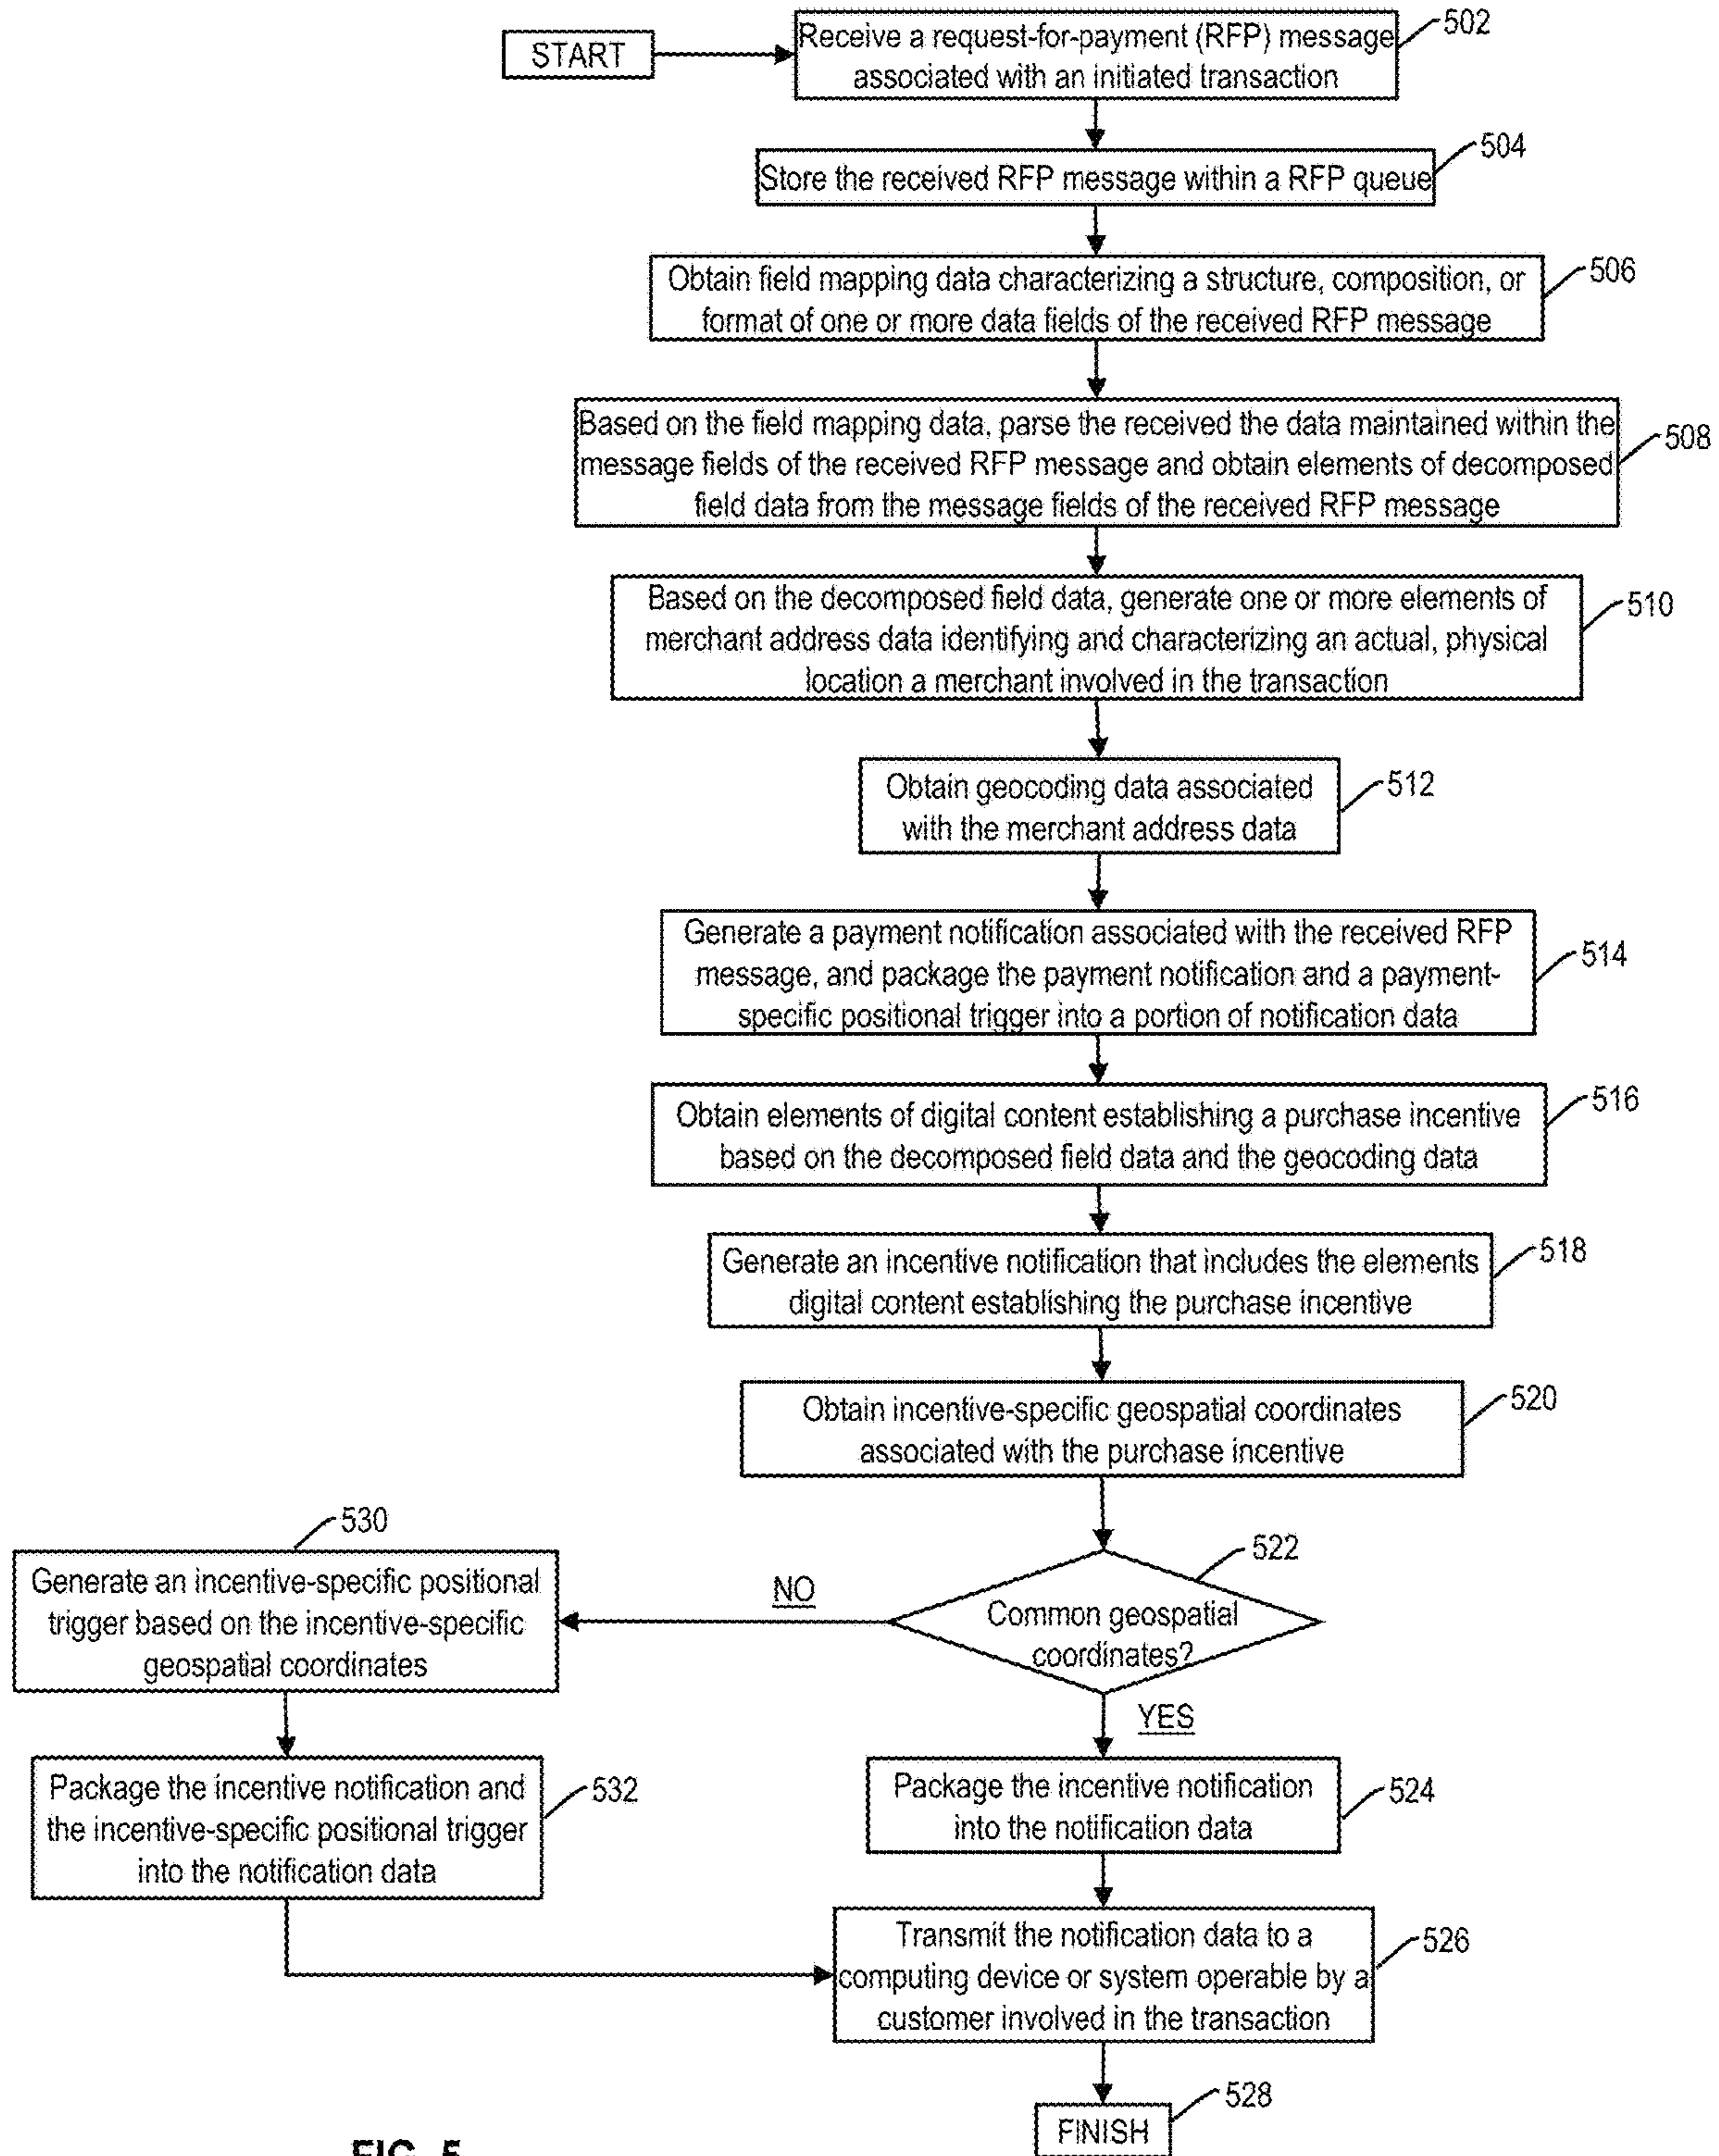 START
Receive a request-for-payment (RFP) message
associated with an initiated transaction
502
Store the received RFP message within a RFP queue
504
Obtain field mapping data characterizing a structure, composition, or
format of one or more data fields of the received RFP message
506
Based on the field mapping data, parse the received the data maintained within the
message fields of the received RFP message and obtain elements of decomposed
field data from the message fields of the received RFP message
508
Based on the decomposed field data, generate one or more elements of
merchant address data identifying and characterizing an actual, physical
location a merchant involved in the transaction
510
Obtain geocoding data associated
with the merchant address data
512
Generate a payment notification associated with the received RFP
message, and package the payment notification and a payment-
specific positional trigger into a portion of notification data
514
Obtain elements of digital content establishing a purchase incentive
based on the decomposed field data and the geocoding data
516
Generate an incentive notification that includes the elements
digital content establishing the purchase incentive
518
Obtain incentive-specific geospatial coordinates
associated with the purchase incentive
520
Common geospatial
coordinates?
522
NO
YES
530
Generate an incentive-specific positional
trigger based on the incentive-specific
geospatial coordinates
Package the incentive notification and
the incentive-specific positional trigger
into the notification data
532
Package the incentive notification
into the notification data
524
Transmit the notification data to a
computing device or system operable by a
customer involved in the transaction
526
FINISH
528
FIG. 5